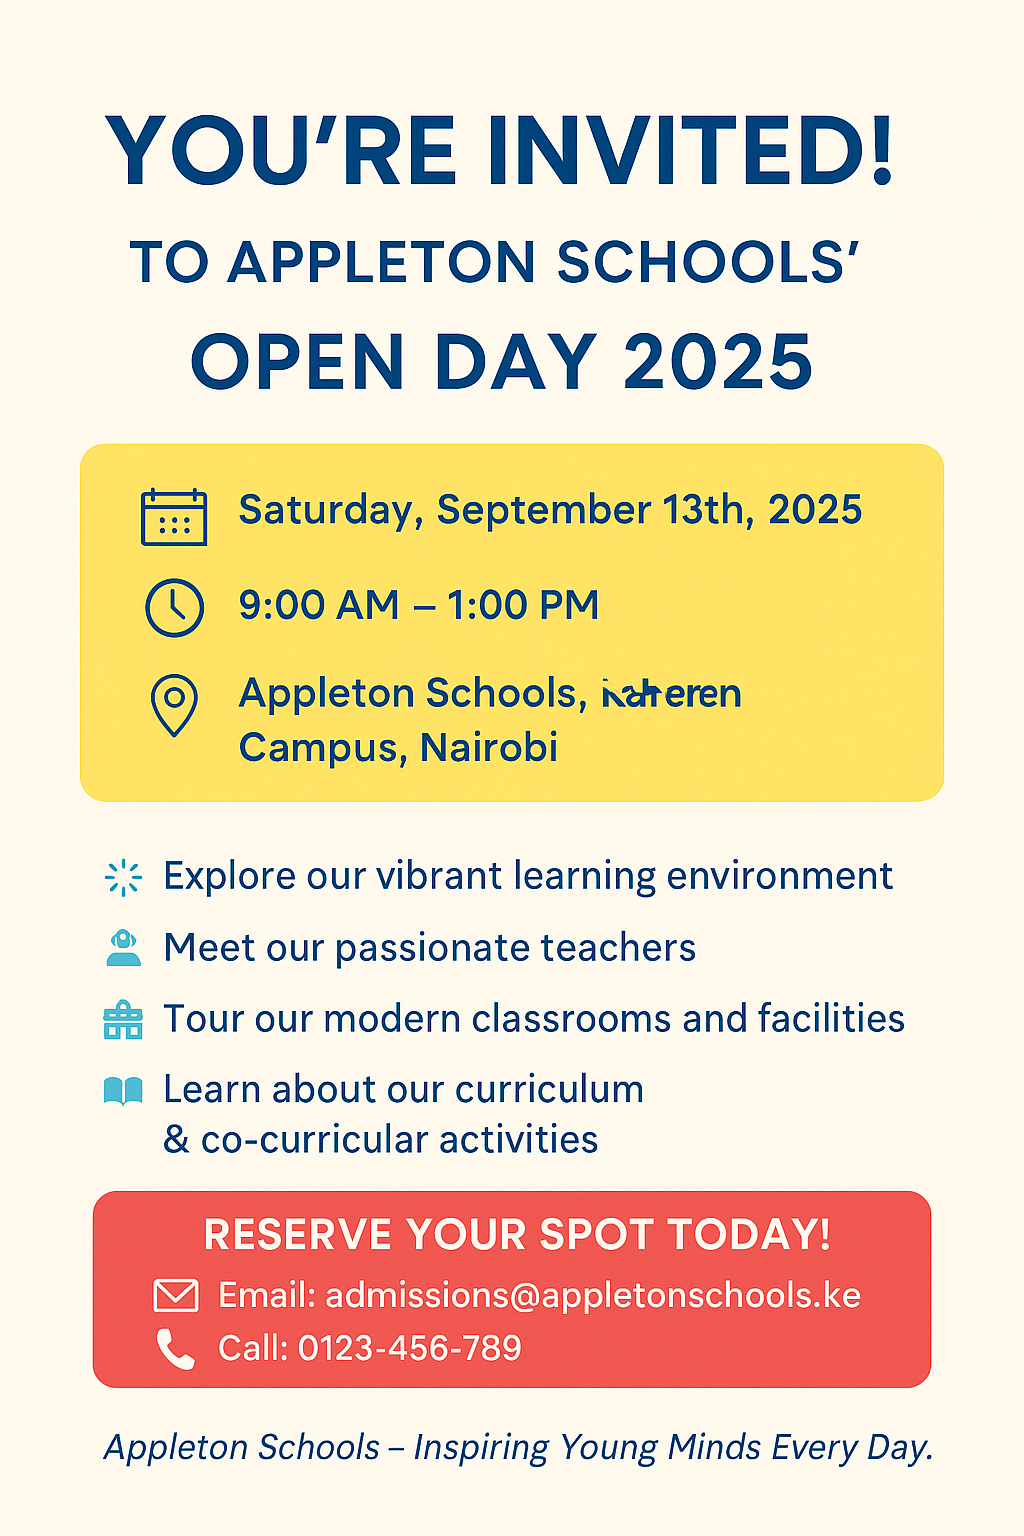 YOU'RE INVITED!
TO APPLETON SCHOOLS'
OPEN DAY 2025
Saturday, September 13th, 2025
9:00 AM – 1:00 PM
Appleton Schools,
Campus, Nairobi
Explore our vibrant learning environment
Meet our passionate teachers
Tour our modern classrooms and facilities
Learn about our curriculum
& co-curricular activities
RESERVE YOUR SPOT TODAY!
Email: admissions@appletonschools.ke
Call: 0123-456-789
Appleton Schools – Inspiring Young Minds Every Day.